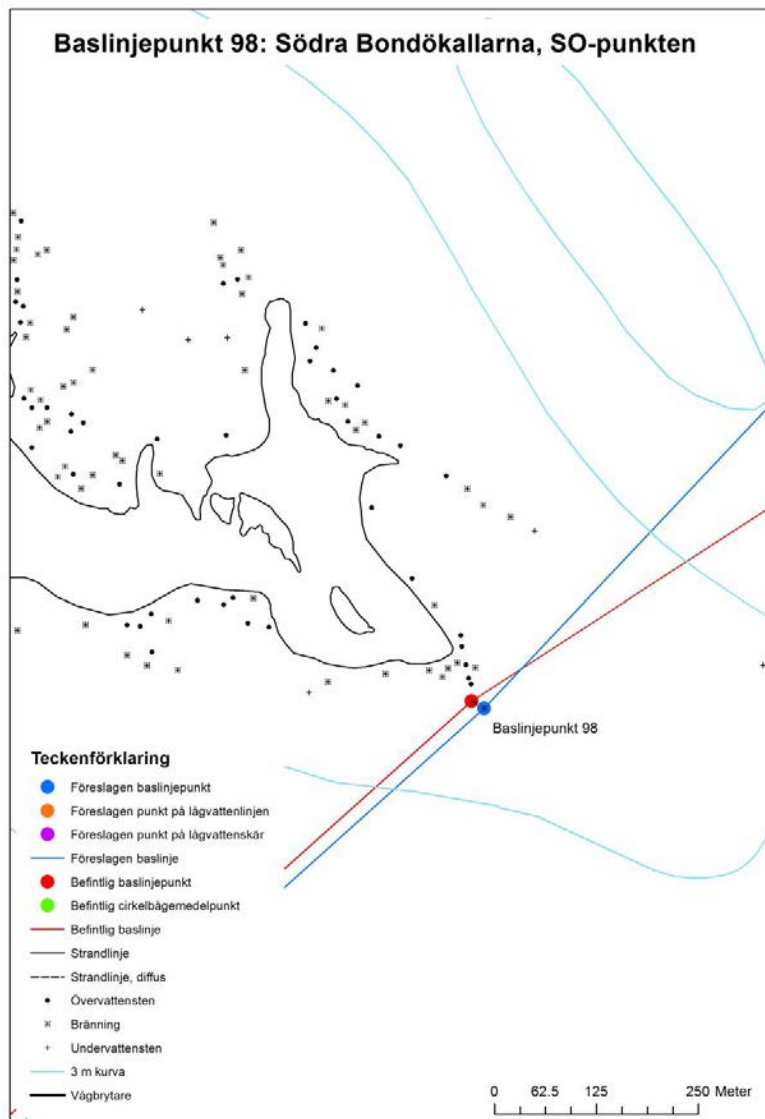 Baslinjepunkt 98: Södra Bondökallarna, SO-punkten
Baslinjepunkt 98
Teckenförklaring
Föreslagen baslinjepunkt
Föreslagen punkt på lågvattenlinjen
Föreslagen punkt på lågvattenskär
Föreslagen baslinje
Befintlig baslinjepunkt
Befintlig cirkelbågemedelpunkt
Befintlig baslinje
Strandlinje
Strandlinje, diffus
Övervattensten
Bränning
Undervattensten
3 m kurva
Vågbrytare
0 62.5 125 250 Meter